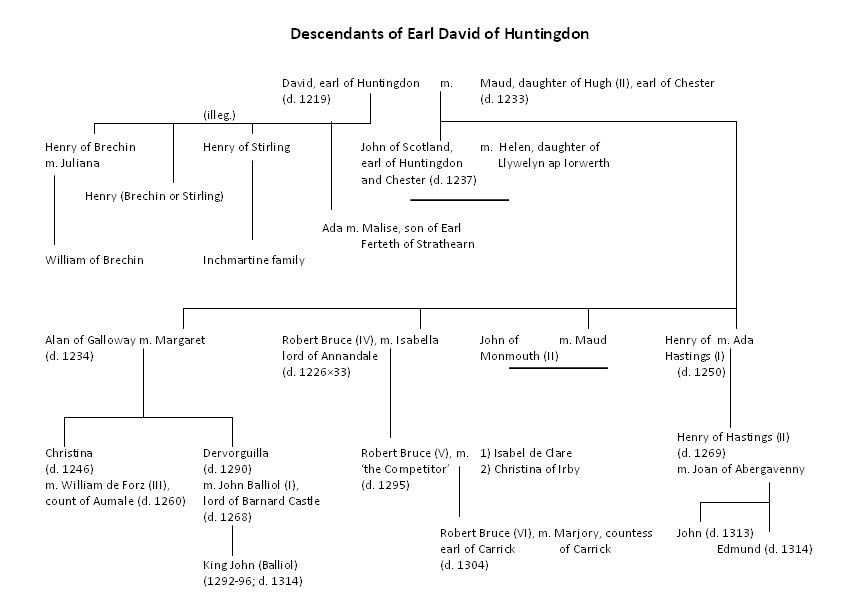 Descendants of Earl David of Huntingdon
David, earl of Huntingdon m. Maud, daughter of Hugh (II), earl of Chester
(d. 1219) (d. 1233)
(illeg.)
Henry of Brechin Henry of Stirling John of Scotland, m. Helen, daughter of
m. Juliana earl of Huntingdon Llywelyn ap Iorwerth
and Chester (d. 1237)
Henry (Brechin or Stirling)
Ada m. Malise, son of Earl
Ferteth of Strathearn
William of Brechin Inchmartine family
Alan of Galloway m. Margaret Robert Bruce (IV), m. Isabella John of m. Maud Henry of m. Ada
(d. 1234) lord of Annandale Monmouth (II) Hastings (I)
(d. 1226×33) (d. 1250)
Henry of Hastings (II)
Christina Dervorguilla Robert Bruce (V), m. 1) Isabel de Clare (d. 1269)
(d. 1246) (d. 1290) ‘the Competitor’ 2) Christina of Irby m. Joan of Abergavenny
m. William de Forz (III), m. John Balliol (I), (d. 1295)
count of Aumale (d. 1260) lord of Barnard Castle
(d. 1268)
Robert Bruce (VI), m. Marjory, countess John (d. 1313)
earl of Carrick of Carrick Edmund (d. 1314)
King John (Balliol) (d. 1304)
(1292-96; d. 1314)